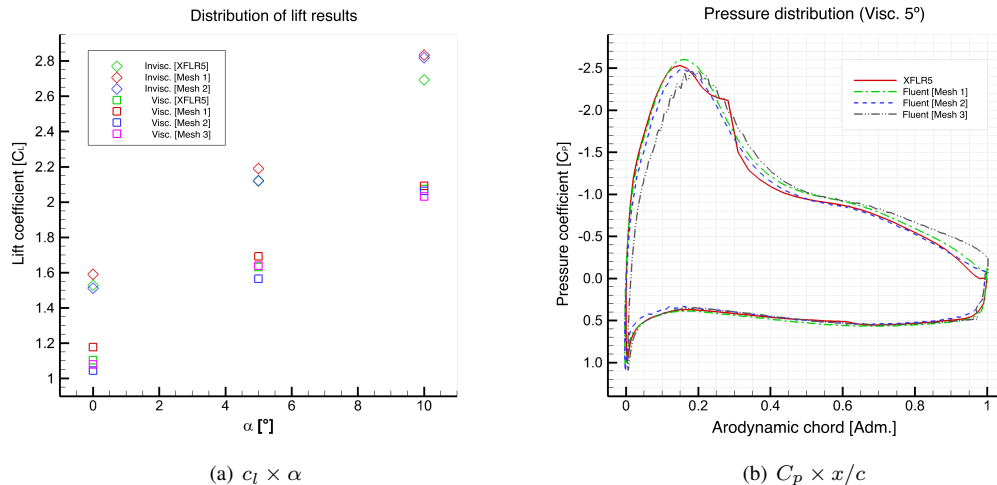 Distribution of lift results
2.8
2.6
2.4
2.2
2
1.8
1.6
1.4
1.2
1
Lift coefficient [CL]
Invisc. [XFLR5]
Invisc. [Mesh 1]
Invisc. [Mesh 2]
Visc. [XFLR5]
Visc. [Mesh 1]
Visc. [Mesh 2]
Visc. [Mesh 3]
0 2 4 6 8 10
α [º]
(a) cl × α
Pressure distribution (Visc. 5º)
-2.5
-2.0
-1.5
-1.0
-0.5
0.0
0.5
1.0
Pressure coefficient [CP]
XFLR5
Fluent [Mesh 1]
Fluent [Mesh 2]
Fluent [Mesh 3]
0 0.2 0.4 0.6 0.8 1
Arodynamic chord [Adm.]
(b) Cp × x/c